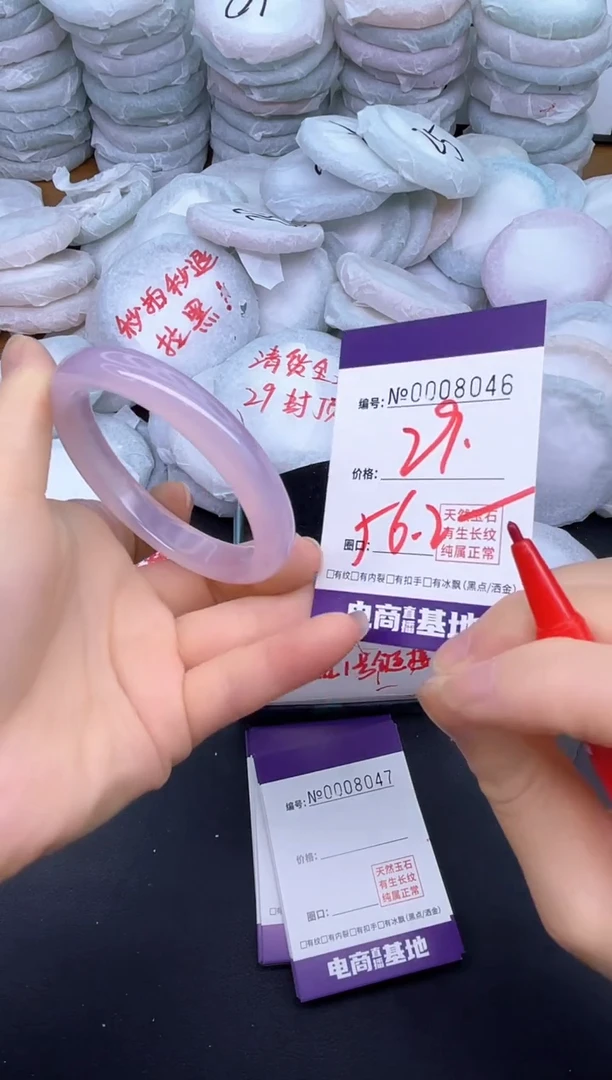 秒拍秒退
拉黑!!
清货全
29封顶
编号: №0008046
价格: 29.
圈口: 56.2
天然玉石
有生长纹
纯属正常
□有纹□有内裂□有扣手□有冰飘(黑点/洒金)
电商直播基地
1号链接
编号: №0008047
价格:
天然玉石
有生长纹
纯属正常
圈口:
□有纹□有内裂□有扣手□有冰飘(黑点/洒金)
电商直播基地